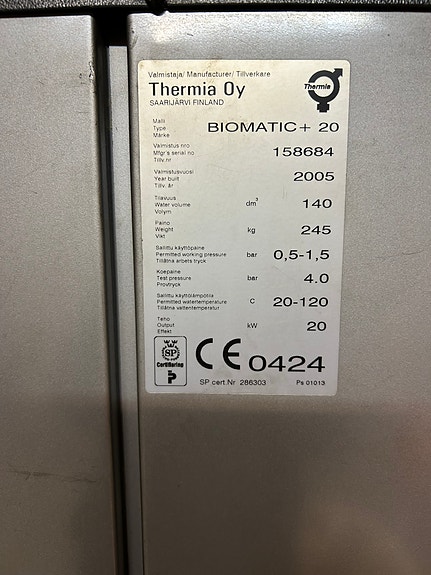 Valmistaja/ Manufacturer/ Tillverkare
Thermia Oy
SAARIJÄRVI FINLAND
Thermia
Malli
Type BIOMATIC+ 20
Märke
Valmistus nro
Mfgr's serial no 158684
Tillv.nr
Valmistusvuosi
Year built 2005
Tillv. år
Tilavuus
Water volume dm³ 140
Volym
Paino
Weight kg 245
Vikt
Sallittu käyttöpaine
Permitted working pressure bar 0,5-1,5
Tillåtna arbets tryck
Koepaine
Test pressure bar 4.0
Provtryck
Sallittu käyttölämpötila
Permitted watertemperature C 20-120
Tillåtna vattentemperatur
Teho
Output kW 20
Effekt
SP
Certifiering
P
CE 0424
SP cert.Nr 286303 Ps 01013